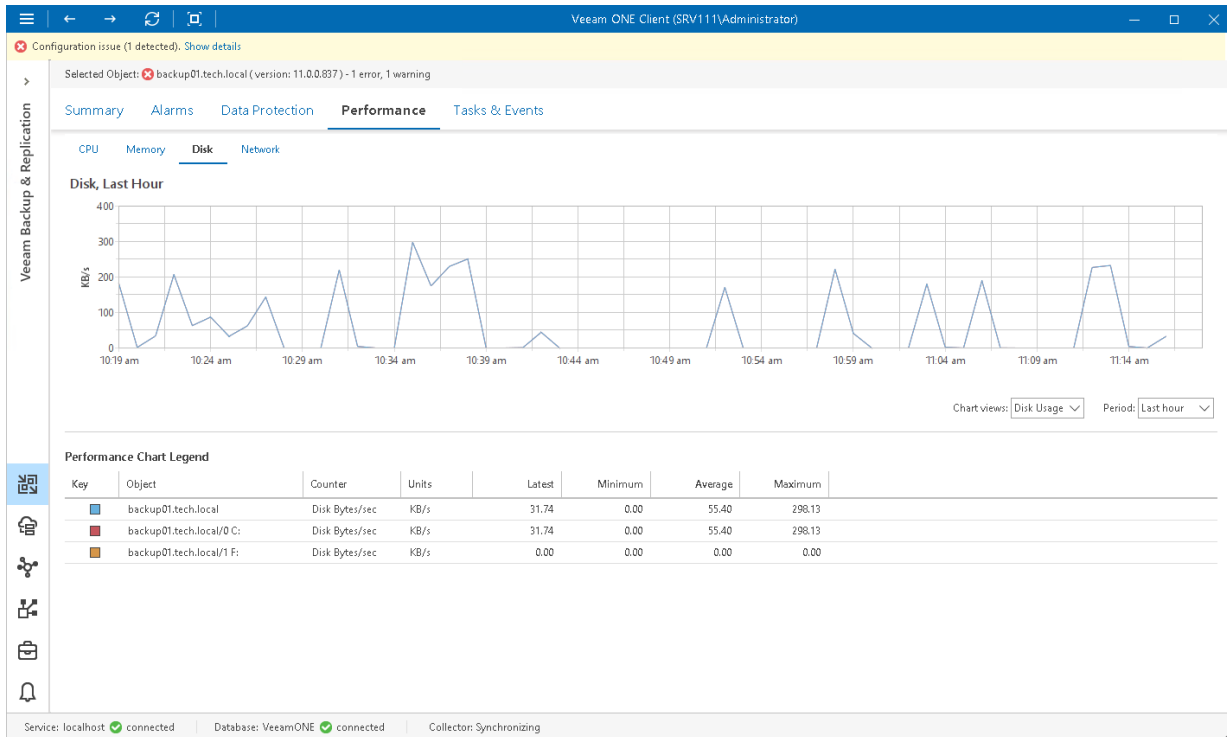 Veeam ONE Client (SRV111\Administrator)
Configuration issue (1 detected). Show details
Veeam Backup & Replication
Selected Object: backup01.tech.local ( version: 11.0.0.837 ) - 1 error, 1 warning
Summary Alarms Data Protection Performance Tasks & Events
CPU Memory Disk Network
Disk, Last Hour
400
300
200
100
0
KB/s
10:19 am 10:24 am 10:29 am 10:34 am 10:39 am 10:44 am 10:49 am 10:54 am 10:59 am 11:04 am 11:09 am 11:14 am
Chart views: Disk Usage Period: Last hour
Performance Chart Legend
Key Object Counter Units Latest Minimum Average Maximum
backup01.tech.local Disk Bytes/sec KB/s 31.74 0.00 55.40 298.13
backup01.tech.local/0 C: Disk Bytes/sec KB/s 31.74 0.00 55.40 298.13
backup01.tech.local/1 F: Disk Bytes/sec KB/s 0.00 0.00 0.00 0.00
Service: localhost connected Database: VeeamONE connected Collector: Synchronizing